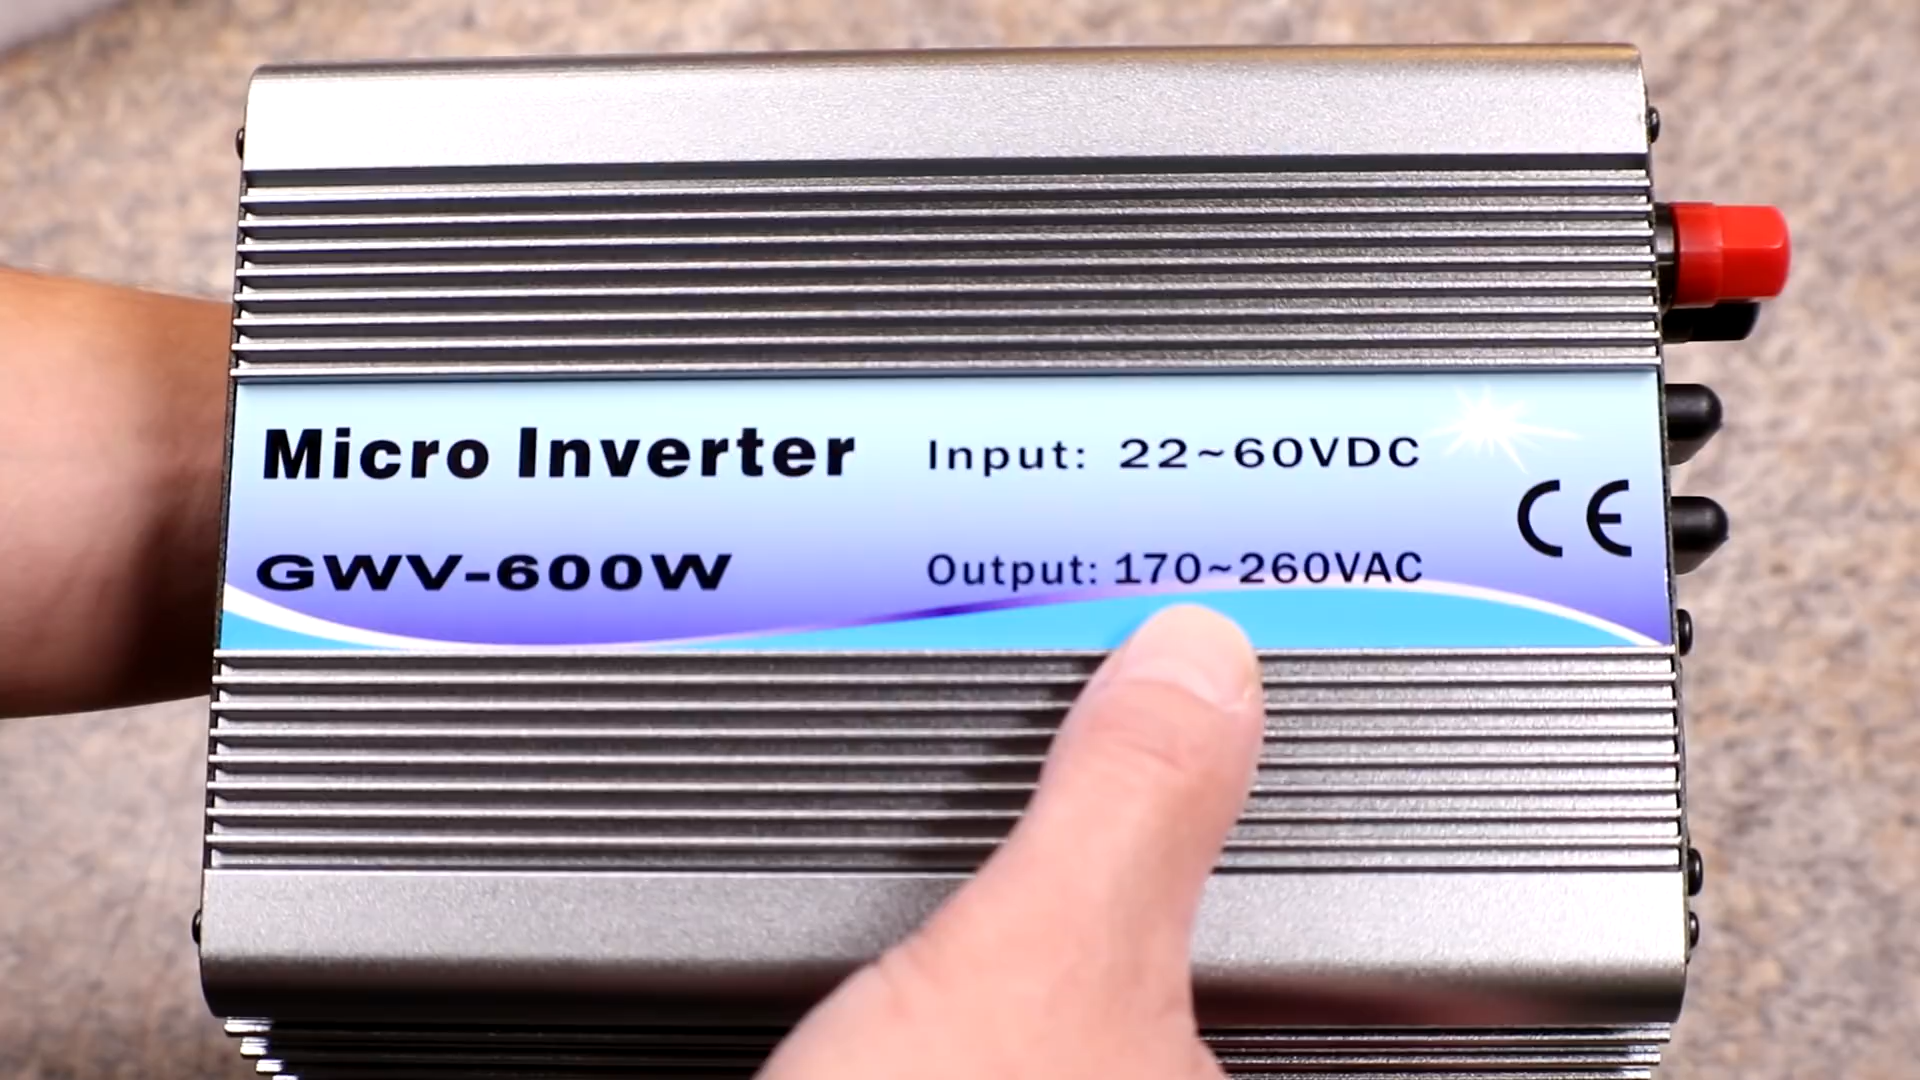 Micro Inverter
GWV-600W
Input: 22~60VDC
Output: 170~260VAC
CE